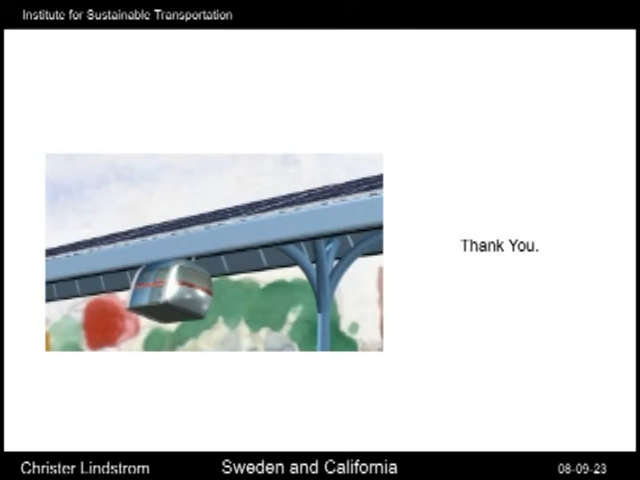 Institute for Sustainable Transportation
Thank You.
Christer Lindstrom
Sweden and California
08-09-23